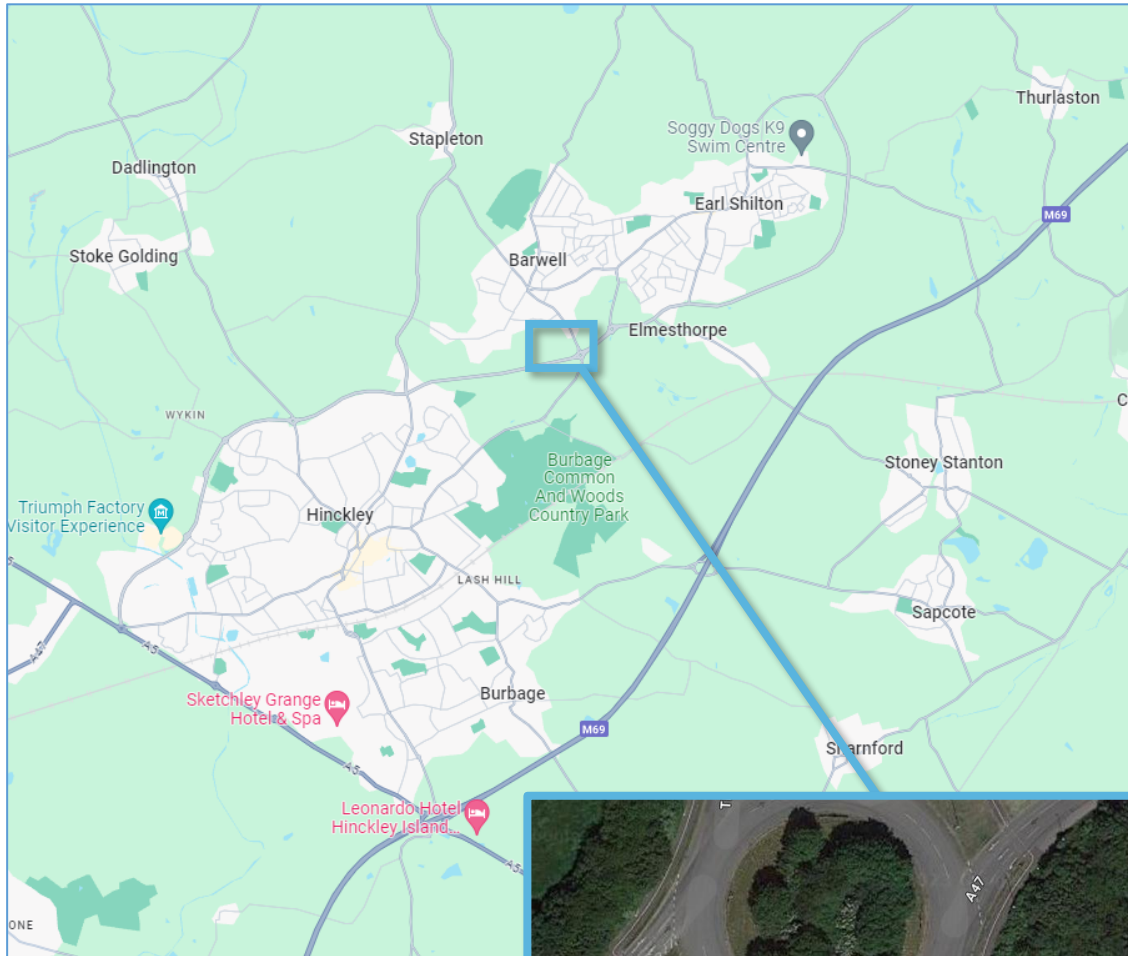 Thurlaston
Soggy Dogs K9
Swim Centre
Stapleton
Dadlington
M69
Earl Shilton
Stoke Golding
Barwell
Elmesthorpe
WYKIN
Burbage
Common
And Woods
Country Park
Stoney Stanton
Triumph Factory
Visitor Experience
Hinckley
LASH HILL
Sapcote
A47
A5
Sketchley Grange
Hotel & Spa
Burbage
M69
Sharnford
A5
Leonardo Hotel
Hinckley Island...
A5
A47